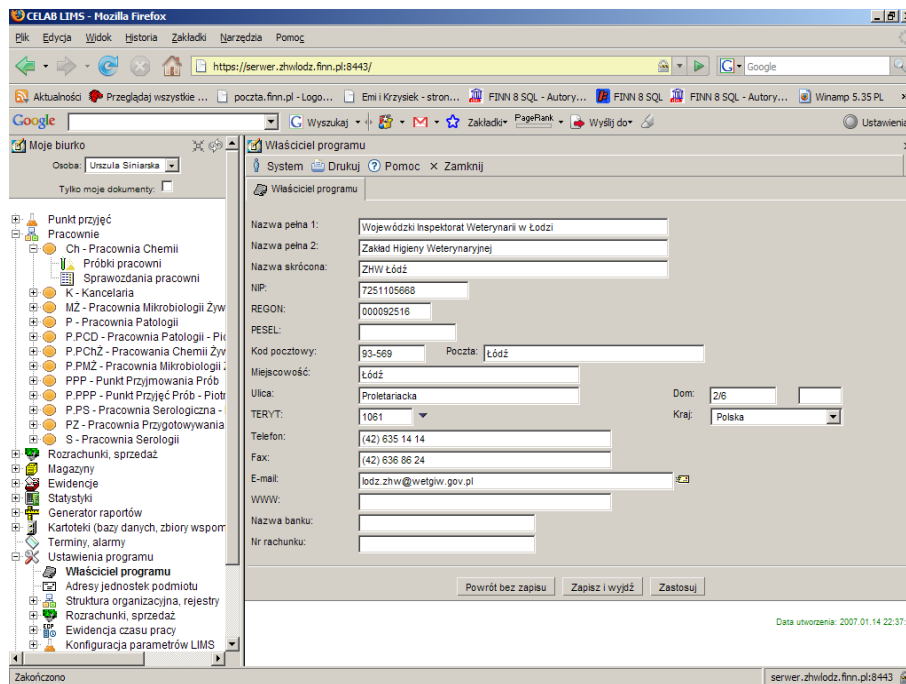 CELAB LIMS - Mozilla Firefox
Plik Edycja Widok Historia Zakładki Narzędzia Pomoc
https://serwer.zhwlodz.finn.pl:8443/ Google
Aktualności Przeglądaj wszystkie ... poczta.finn.pl - Logo... Emi i Krzysiek - stron... FINN 8 SQL - Autory... FINN 8 SQL FINN 8 SQL - Autory... Winamp 5.35 PL
Google Wyszukaj Zakładki PageRank Wyślij do Ustawienia
Moje biurko
Osoba: Urszula Siniarska
Tylko moje dokumenty:
Punkt przyjęć
Pracownie
Ch - Pracownia Chemii
Próbki pracowni
Sprawozdania pracowni
K - Kancelaria
MŻ - Pracownia Mikrobiologii Żyw
P - Pracownia Patologii
P.PCD - Pracownia Patologii - Pio
P.PChŻ - Pracowania Chemii Żyw
P.PMŻ - Pracownia Mikrobiologii
PPP - Punkt Przyjmowania Prób
P.PPP - Punkt Przyjęć Prób - Piotr
P.PS - Pracownia Serologiczna -
PZ - Pracownia Przygotowywania
S - Pracownia Serologii
Rozrachunki, sprzedaż
Magazyny
Ewidencje
Statystyki
Generator raportów
Kartoteki (bazy danych, zbiory wspom
Terminy, alarmy
Ustawienia programu
Właściciel programu
Adresy jednostek podmiotu
Struktura organizacyjna, rejestry
Rozrachunki, sprzedaż
Ewidencja czasu pracy
Konfiguracja parametrów LIMS
Właściciel programu
System Drukuj Pomoc Zamknij
Właściciel programu
Nazwa pełna 1: Wojewódzki Inspektorat Weterynarii w Łodzi
Nazwa pełna 2: Zakład Higieny Weterynaryjnej
Nazwa skrócona: ZHW Łódź
NIP: 7251105668
REGON: 000092516
PESEL:
Kod pocztowy: 93-569 Poczta: Łódź
Miejscowość: Łódź
Ulica: Proletariacka Dom: 2/6
TERYT: 1061 Kraj: Polska
Telefon: (42) 635 14 14
Fax: (42) 636 86 24
E-mail: lodz.zhw@wetgiw.gov.pl
WWW:
Nazwa banku:
Nr rachunku:
Powrót bez zapisu Zapisz i wyjdź Zastosuj
Data utworzenia: 2007.01.14 22:37:
Zakończono serwer.zhwlodz.finn.pl:8443